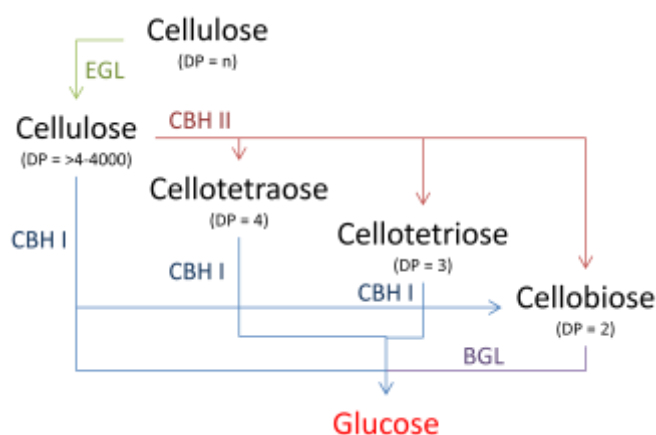 Cellulose
(DP = n)
EGL
Cellulose
(DP = >4-4000)
CBH II
Cellotetraose
(DP = 4)
Cellotetriose
(DP = 3)
CBH I
CBH I
CBH I
Cellobiose
(DP = 2)
BGL
Glucose